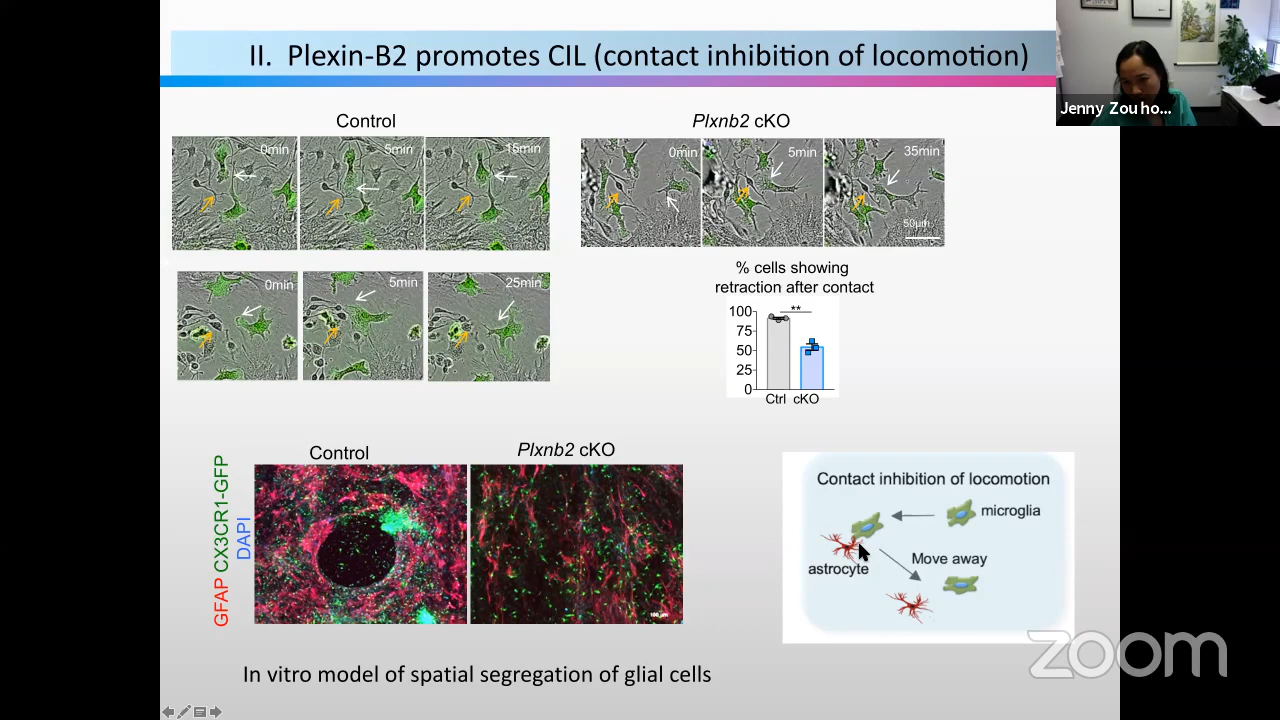 II. Plexin-B2 promotes CIL (contact inhibition of locomotion)
Jenny Zou ho...
Control
Plxnb2 cKO
0min
5min
15min
0min
5min
35min
50µm
0min
5min
25min
% cells showing
retraction after contact
**
100
75
50
25
0
Ctrl cKO
Control
Plxnb2 cKO
GFAP CX3CR1-GFP
DAPI
100 µm
Contact inhibition of locomotion
microglia
Move away
astrocyte
In vitro model of spatial segregation of glial cells
zoom